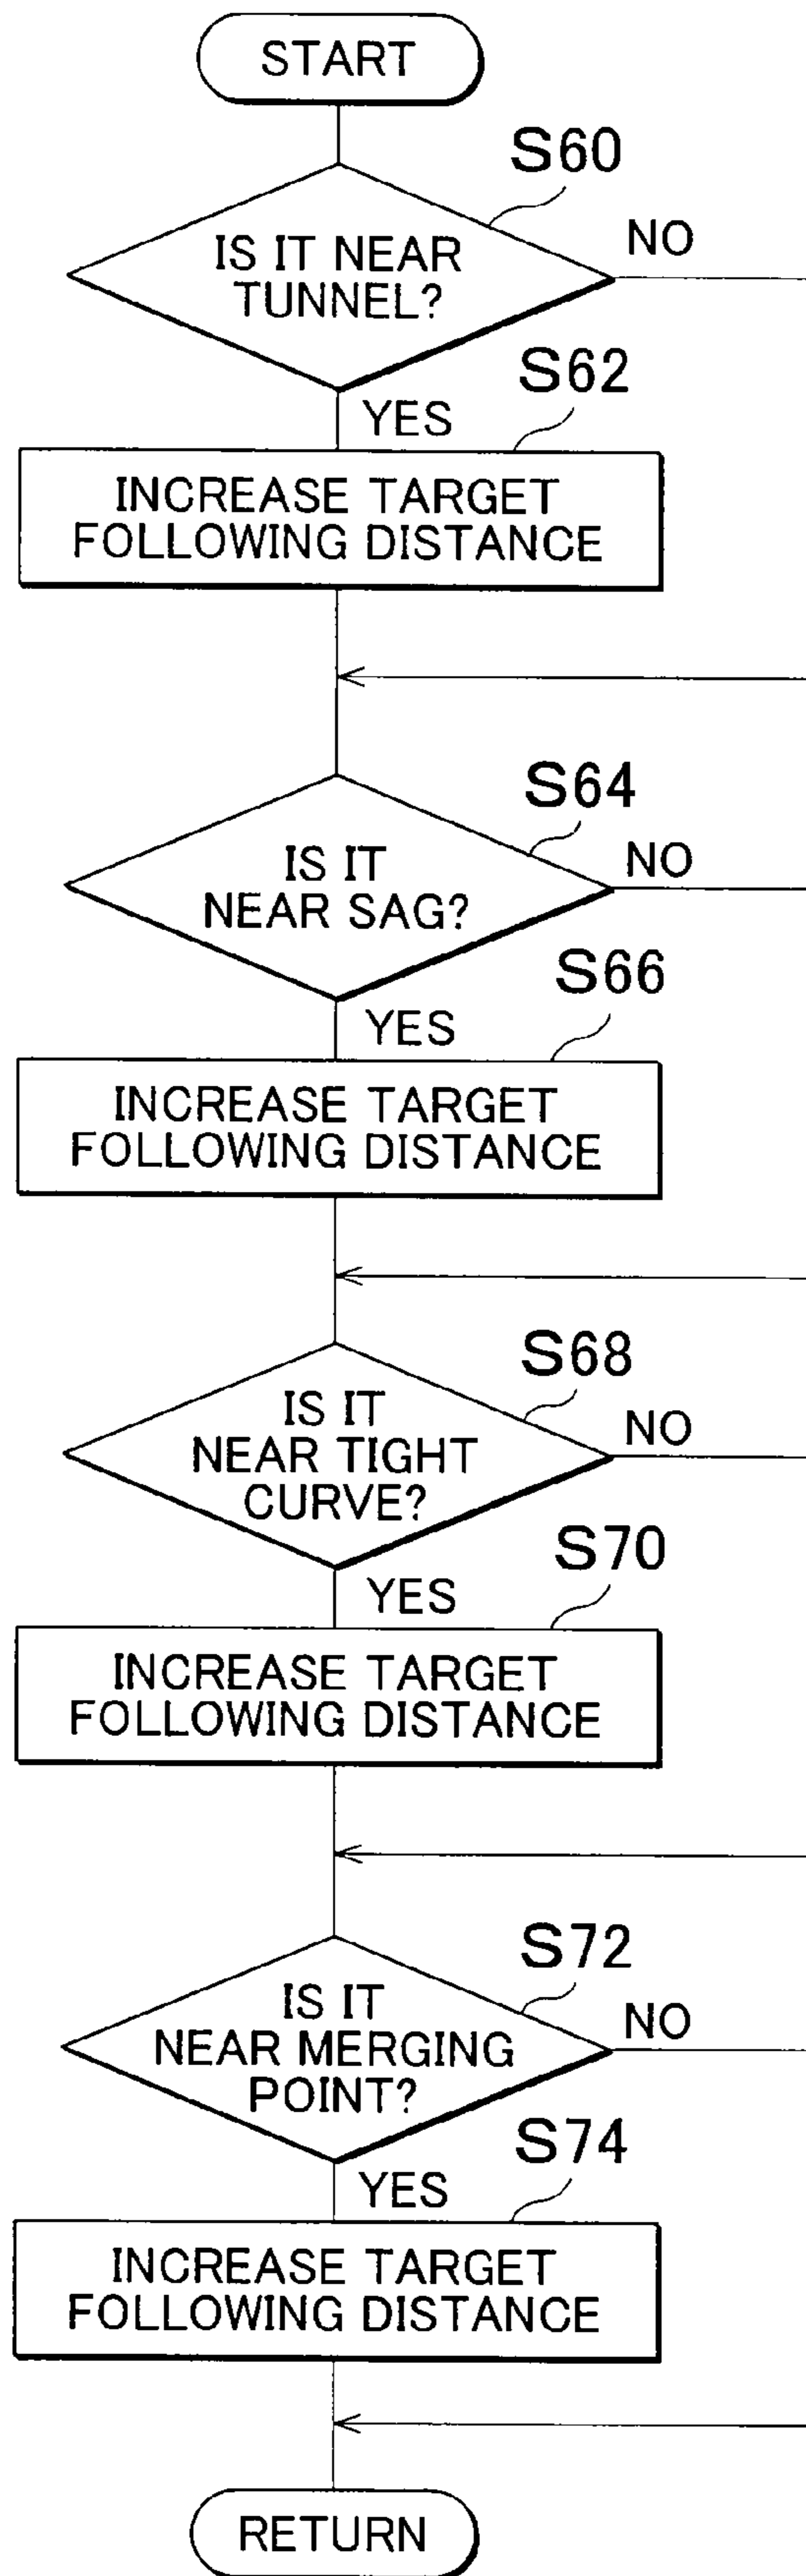 START
S60
IS IT NEAR
TUNNEL?
NO
YES
S62
INCREASE TARGET
FOLLOWING DISTANCE
S64
IS IT
NEAR SAG?
NO
YES
S66
INCREASE TARGET
FOLLOWING DISTANCE
S68
IS IT
NEAR TIGHT
CURVE?
NO
YES
S70
INCREASE TARGET
FOLLOWING DISTANCE
S72
IS IT
NEAR MERGING
POINT?
NO
YES
S74
INCREASE TARGET
FOLLOWING DISTANCE
RETURN